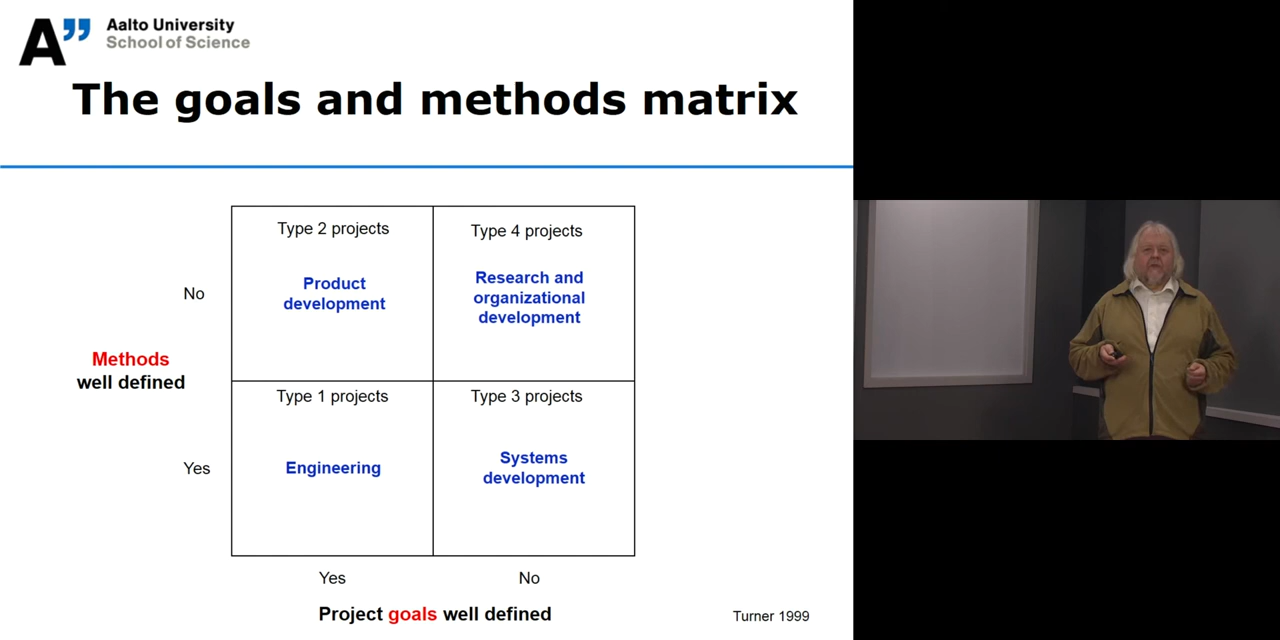 Aalto University
School of Science
The goals and methods matrix
Type 2 projects
Type 4 projects
Product
development
Research and
organizational
development
No
Methods
well defined
Type 1 projects
Type 3 projects
Engineering
Systems
development
Yes
Yes
No
Project goals well defined
Turner 1999